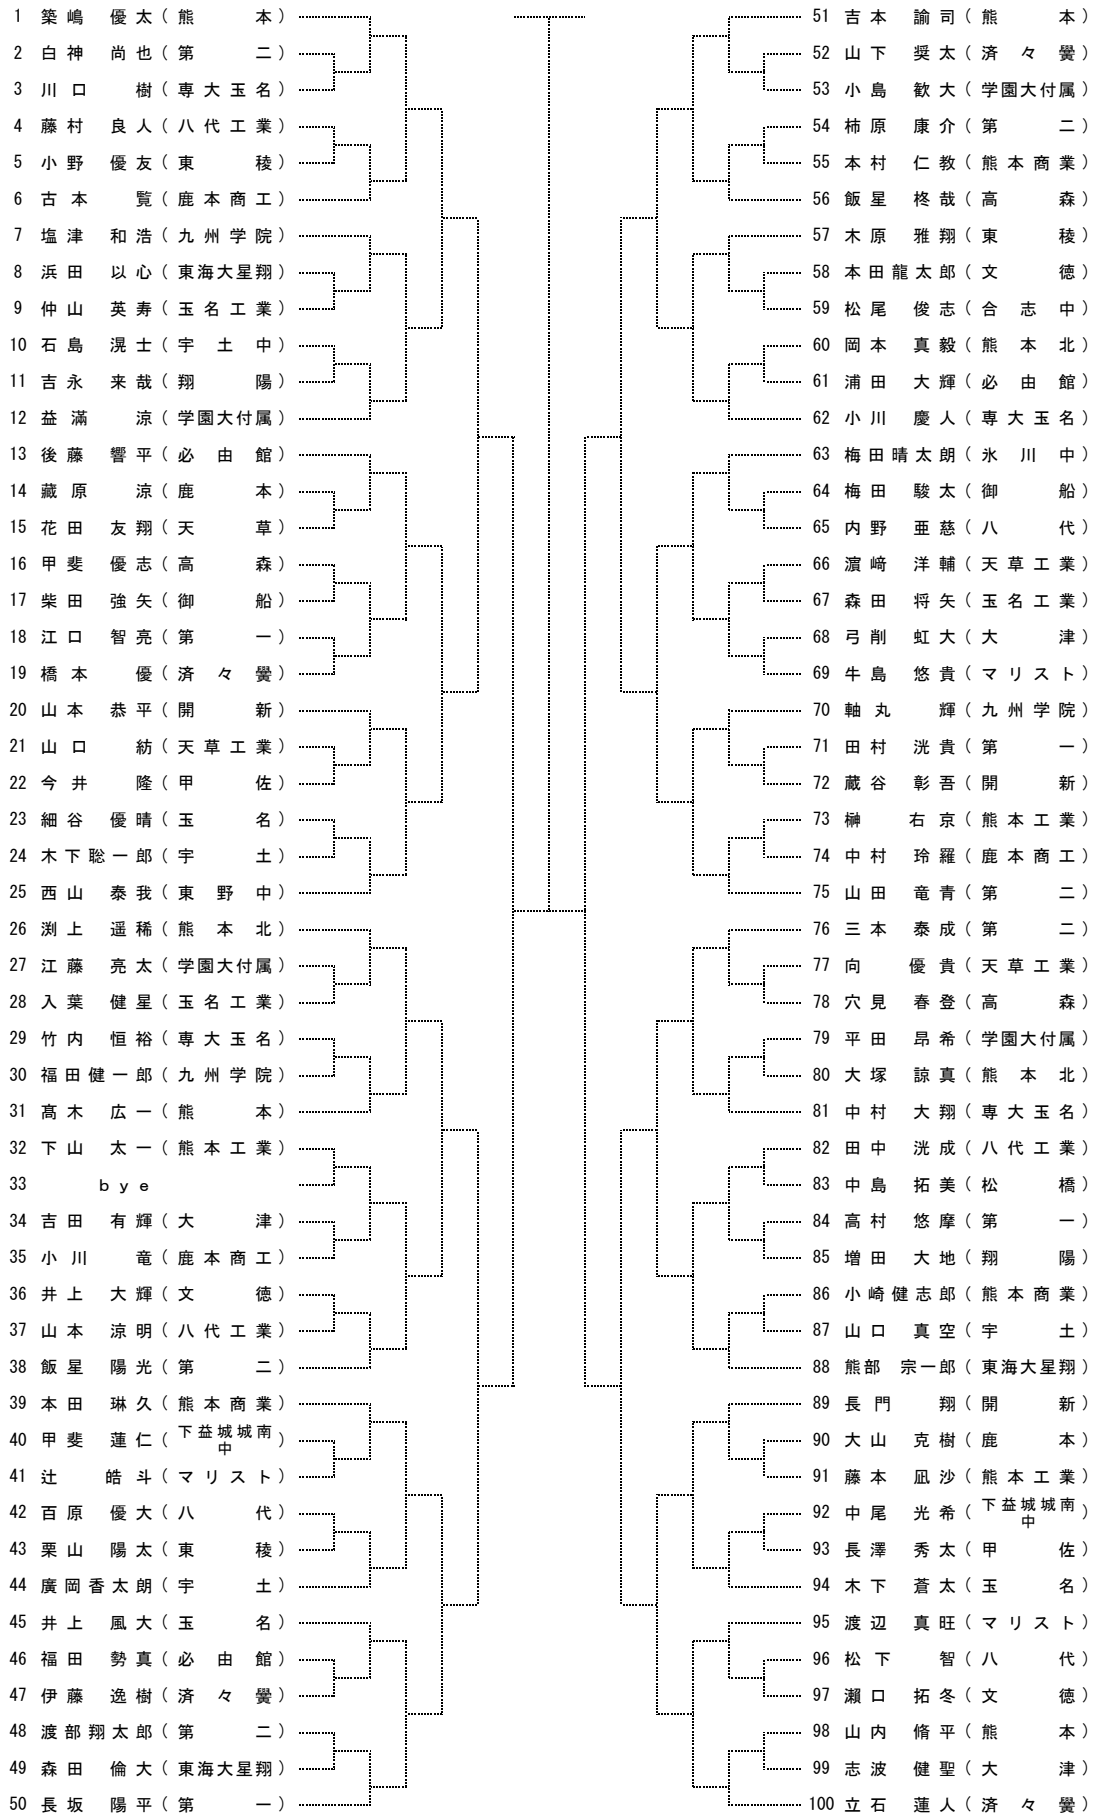 1 築嶋 優太(熊 本)
2 白神 尚也(第 二)
3 川口 樹(専大玉名)
4 藤村 良人(八代工業)
5 小野 優友(東 稜)
6 古本 覧(鹿本商工)
7 塩津 和浩(九州学院)
8 浜田 以心(東海大星翔)
9 仲山 英寿(玉名工業)
10 石島 滉士(宇土中)
11 吉永 来哉(翔 陽)
12 益満 涼(学園大付属)
13 後藤 響平(必由館)
14 藏原 涼(鹿 本)
15 花田 友翔(天 草)
16 甲斐 優志(高 森)
17 柴田 強矢(御 船)
18 江口 智亮(第 一)
19 橋本 優(済々黌)
20 山本 恭平(開 新)
21 山口 紡(天草工業)
22 今井 隆(甲 佐)
23 細谷 優晴(玉 名)
24 木下聡一郎(宇 土)
25 西山 泰我(東野中)
26 渕上 遥稀(熊本北)
27 江藤 亮太(学園大付属)
28 入葉 健星(玉名工業)
29 竹内 恒裕(専大玉名)
30 福田健一郎(九州学院)
31 髙木 広一(熊 本)
32 下山 太一(熊本工業)
33 bye
34 吉田 有輝(大 津)
35 小川 竜(鹿本商工)
36 井上 大輝(文 徳)
37 山本 涼明(八代工業)
38 飯星 陽光(第 二)
39 本田 琳久(熊本商業)
40 甲斐 蓮仁(下益城城南中)
41 辻 皓斗(マリスト)
42 百原 優大(八 代)
43 栗山 陽太(東 稜)
44 廣岡香太朗(宇 土)
45 井上 風大(玉 名)
46 福田 勢真(必由館)
47 伊藤 逸樹(済々黌)
48 渡部翔太郎(第 二)
49 森田 倫大(東海大星翔)
50 長坂 陽平(第 一)
51 吉本 諭司(熊 本)
52 山下 奨太(済々黌)
53 小島 歓大(学園大付属)
54 柿原 康介(第 二)
55 本村 仁教(熊本商業)
56 飯星 柊哉(高 森)
57 木原 雅翔(東 稜)
58 本田龍太郎(文 徳)
59 松尾 俊志(合志中)
60 岡本 真毅(熊本北)
61 浦田 大輝(必由館)
62 小川 慶人(専大玉名)
63 梅田晴太朗(氷川中)
64 梅田 駿太(御 船)
65 内野 亜慈(八 代)
66 濵﨑 洋輔(天草工業)
67 森田 将矢(玉名工業)
68 弓削 虹大(大 津)
69 牛島 悠貴(マリスト)
70 軸丸 輝(九州学院)
71 田村 洸貴(第 一)
72 蔵谷 彰吾(開 新)
73 榊 右京(熊本工業)
74 中村 玲羅(鹿本商工)
75 山田 竜青(第 二)
76 三本 泰成(第 二)
77 向 優貴(天草工業)
78 穴見 春登(高 森)
79 平田 昂希(学園大付属)
80 大塚 諒真(熊本北)
81 中村 大翔(専大玉名)
82 田中 洸成(八代工業)
83 中島 拓美(松 橋)
84 高村 悠摩(第 一)
85 増田 大地(翔 陽)
86 小崎健志郎(熊本商業)
87 山口 真空(宇 土)
88 熊部 宗一郎(東海大星翔)
89 長門 翔(開 新)
90 大山 克樹(鹿 本)
91 藤本 凪沙(熊本工業)
92 中尾 光希(下益城城南中)
93 長澤 秀太(甲 佐)
94 木下 蒼太(玉 名)
95 渡辺 真旺(マリスト)
96 松下 智(八 代)
97 瀬口 拓冬(文 徳)
98 山内 脩平(熊 本)
99 志波 健聖(大 津)
100 立石 蓮人(済々黌)